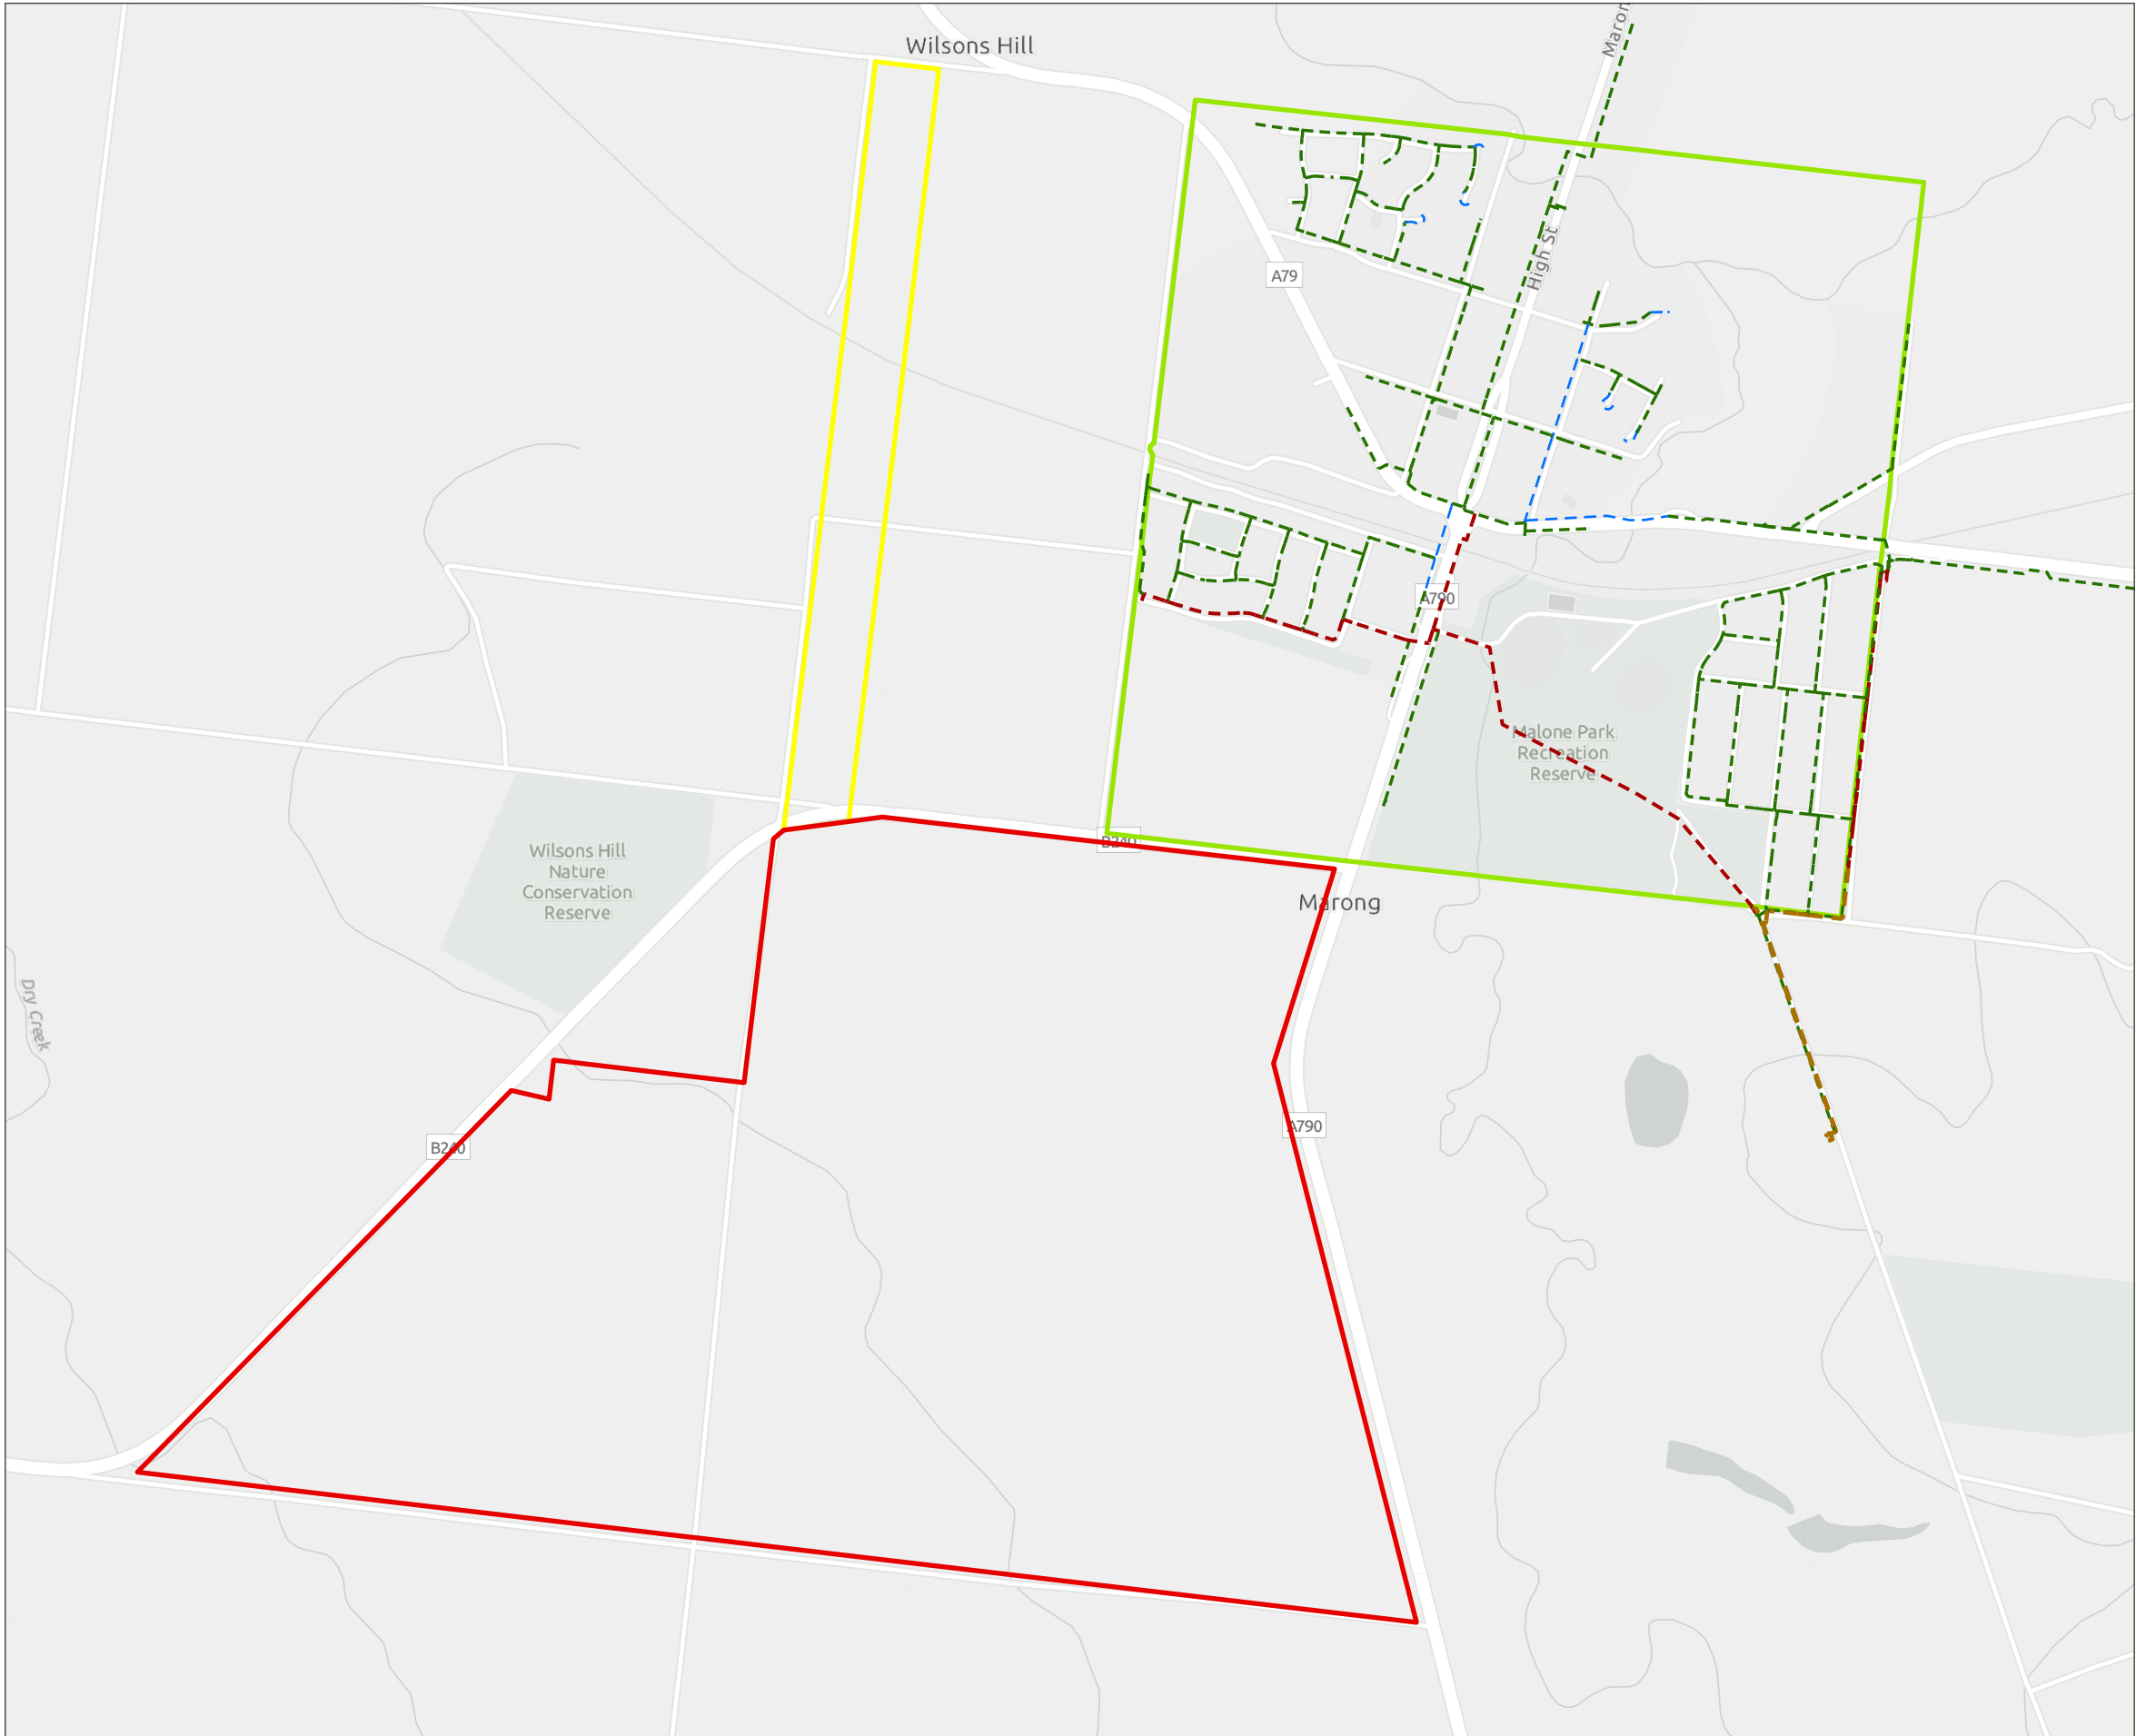 Wilsons Hill
Maron
High St
A79
A790
Malone Park
Recreation
Reserve
B240
Wilsons Hill
Nature
Conservation
Reserve
Marong
Dry Creek
A790
B240